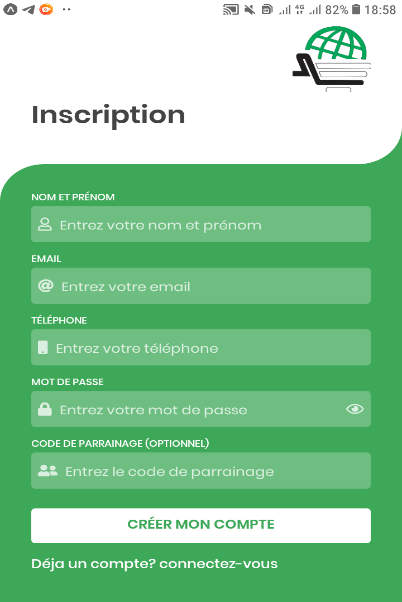 4G 82% 18:58
Inscription
NOM ET PRÉNOM
Entrez votre nom et prénom
EMAIL
Entrez votre email
TÉLÉPHONE
Entrez votre téléphone
MOT DE PASSE
Entrez votre mot de passe
CODE DE PARRAINAGE (OPTIONNEL)
Entrez le code de parrainage
CRÉER MON COMPTE
Déja un compte? connectez-vous